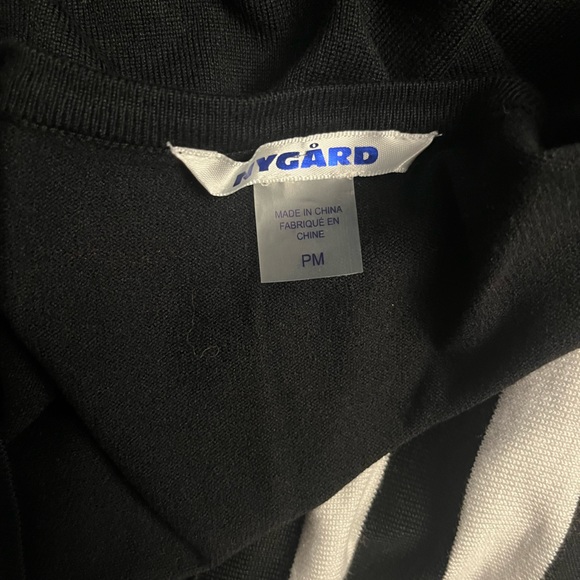 NYGÅRD
MADE IN CHINA
FABRIQUE EN
CHINE
PM